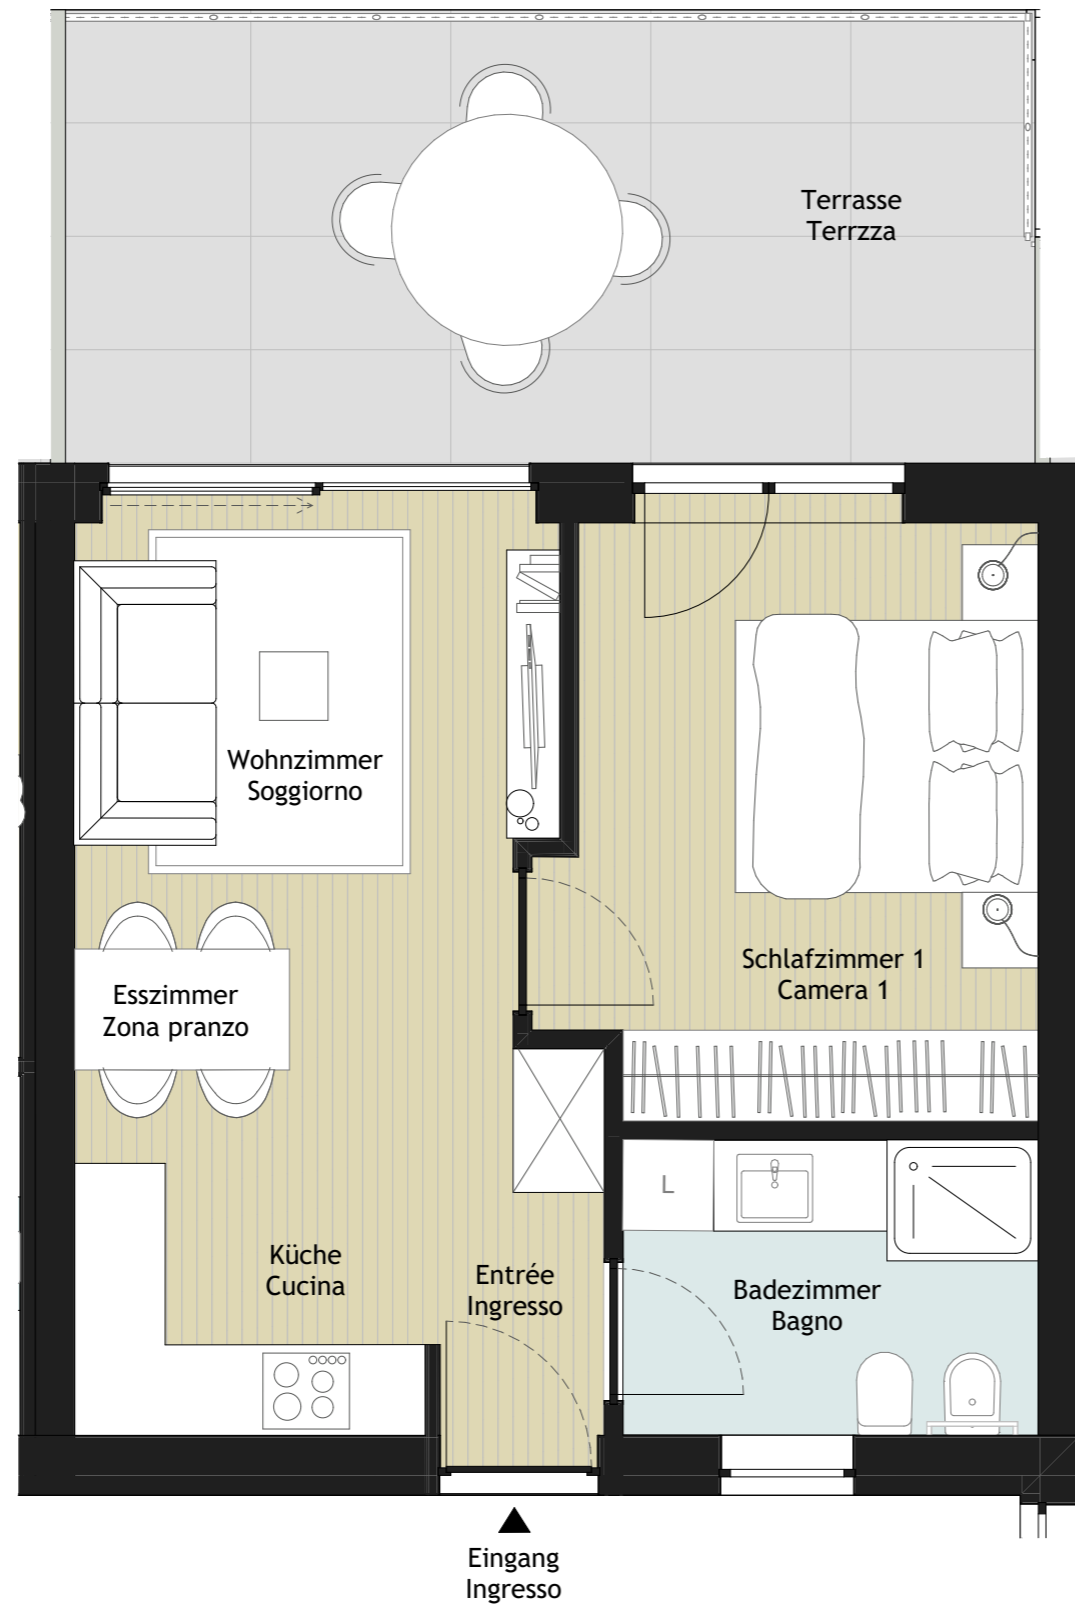 Terrasse
Terrzza
Wohnzimmer
Soggiorno
Schlafzimmer 1
Camera 1
Esszimmer
Zona pranzo
L
Küche
Cucina
Entrée
Ingresso
Badezimmer
Bagno
Eingang
Ingresso